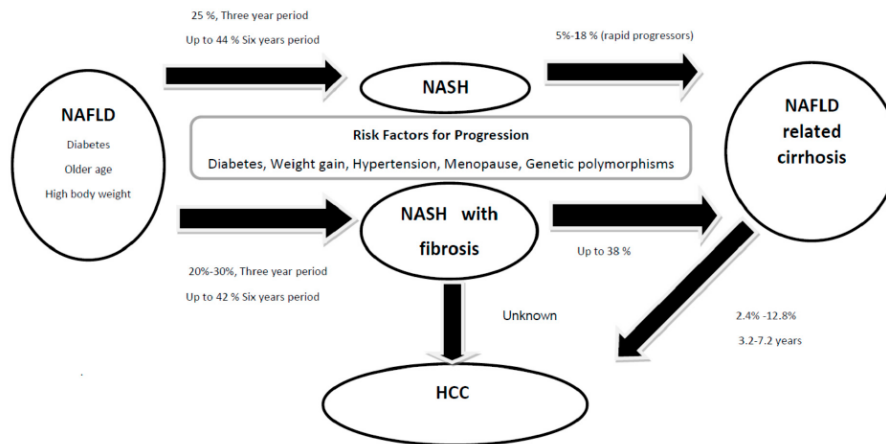 25 %, Three year period
Up to 44 % Six years period
5%-18 % (rapid progressors)
NAFLD
Diabetes
Older age
High body weight
NASH
NAFLD
related
cirrhosis
Risk Factors for Progression
Diabetes, Weight gain, Hypertension, Menopause, Genetic polymorphisms
NASH with
fibrosis
20%-30%, Three year period
Up to 42 % Six years period
Up to 38 %
Unknown
2.4% -12.8%
3.2-7.2 years
HCC